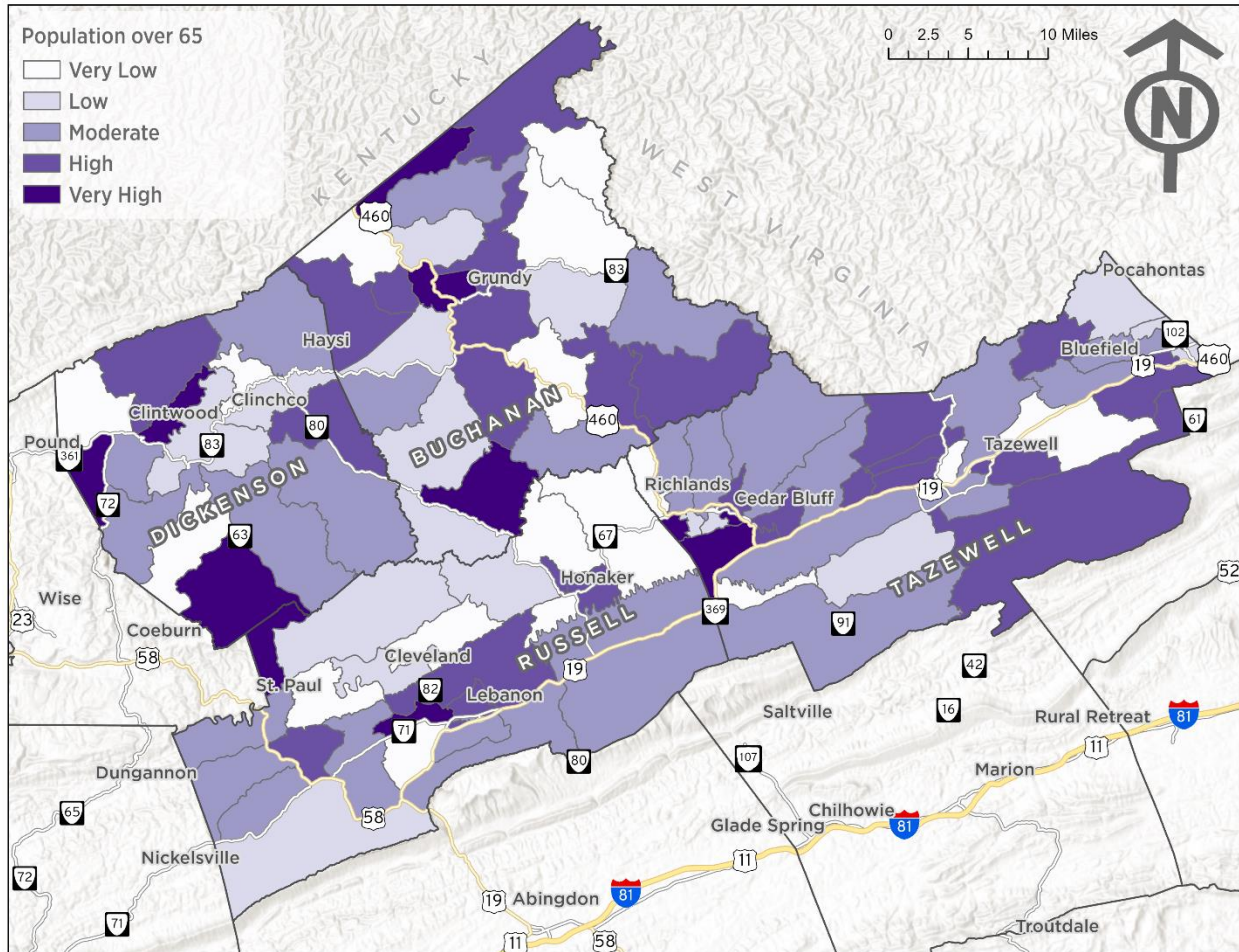 Population over 65
Very Low
Low
Moderate
High
Very High
0 2.5 5 10 Miles
N
KENTUCKY
WEST VIRGINIA
460
Grundy
83
Pocahontas
102
Bluefield
19
460
Haysi
Clintwood
Clinchco
83
80
BUCHANAN
460
61
Pound
361
72
Tazewell
19
Richlands
Cedar Bluff
DICKENSON
63
67
Honaker
TAZEWELL
Wise
23
52
Coeburn
58
369
91
RUSSELL
19
Cleveland
82
42
St. Paul
Lebanon
71
16
Saltville
Rural Retreat
81
11
Dungannon
80
107
Marion
65
58
Chilhowie
81
Glade Spring
11
Nickelsville
72
71
19
Abingdon
81
11
58
Troutdale